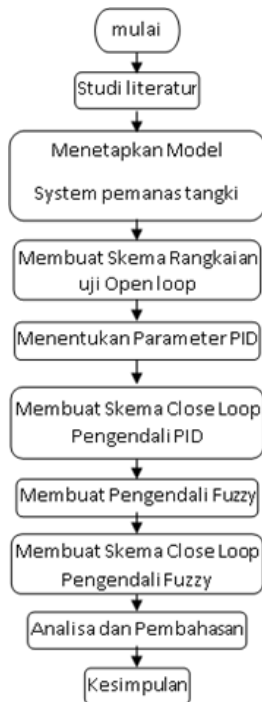 mulai
Studi literatur
Menetapkan Model
System pemanas tangki
Membuat Skema Rangkaian
uji Open loop
Menentukan Parameter PID
Membuat Skema Close Loop
Pengendali PID
Membuat Pengendali Fuzzy
Membuat Skema Close Loop
Pengendali Fuzzy
Analisa dan Pembahasan
Kesimpulan